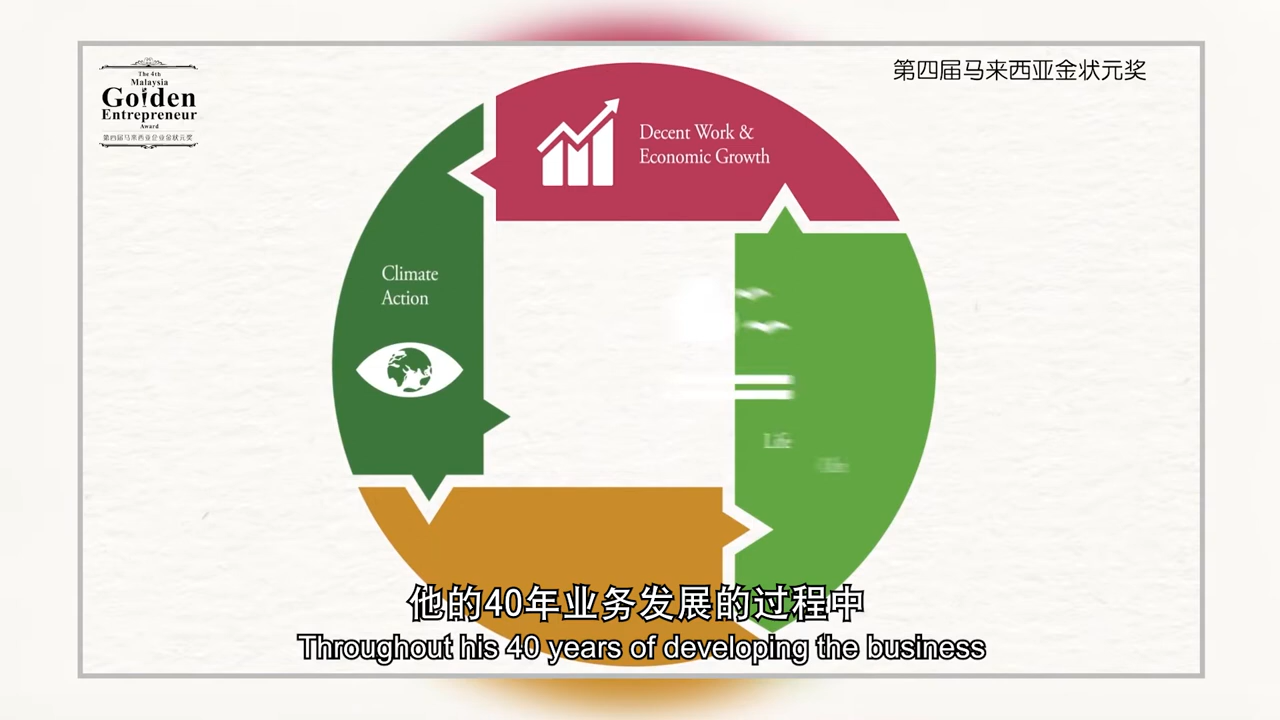 The 4th
Malaysia
Golden
Entrepreneur
Award
第四届马来西亚企业金状元奖
第四届马来西亚金状元奖
Decent Work &
Economic Growth
Climate
Action
Life
他的40年业务发展的过程中
Throughout his 40 years of developing the business